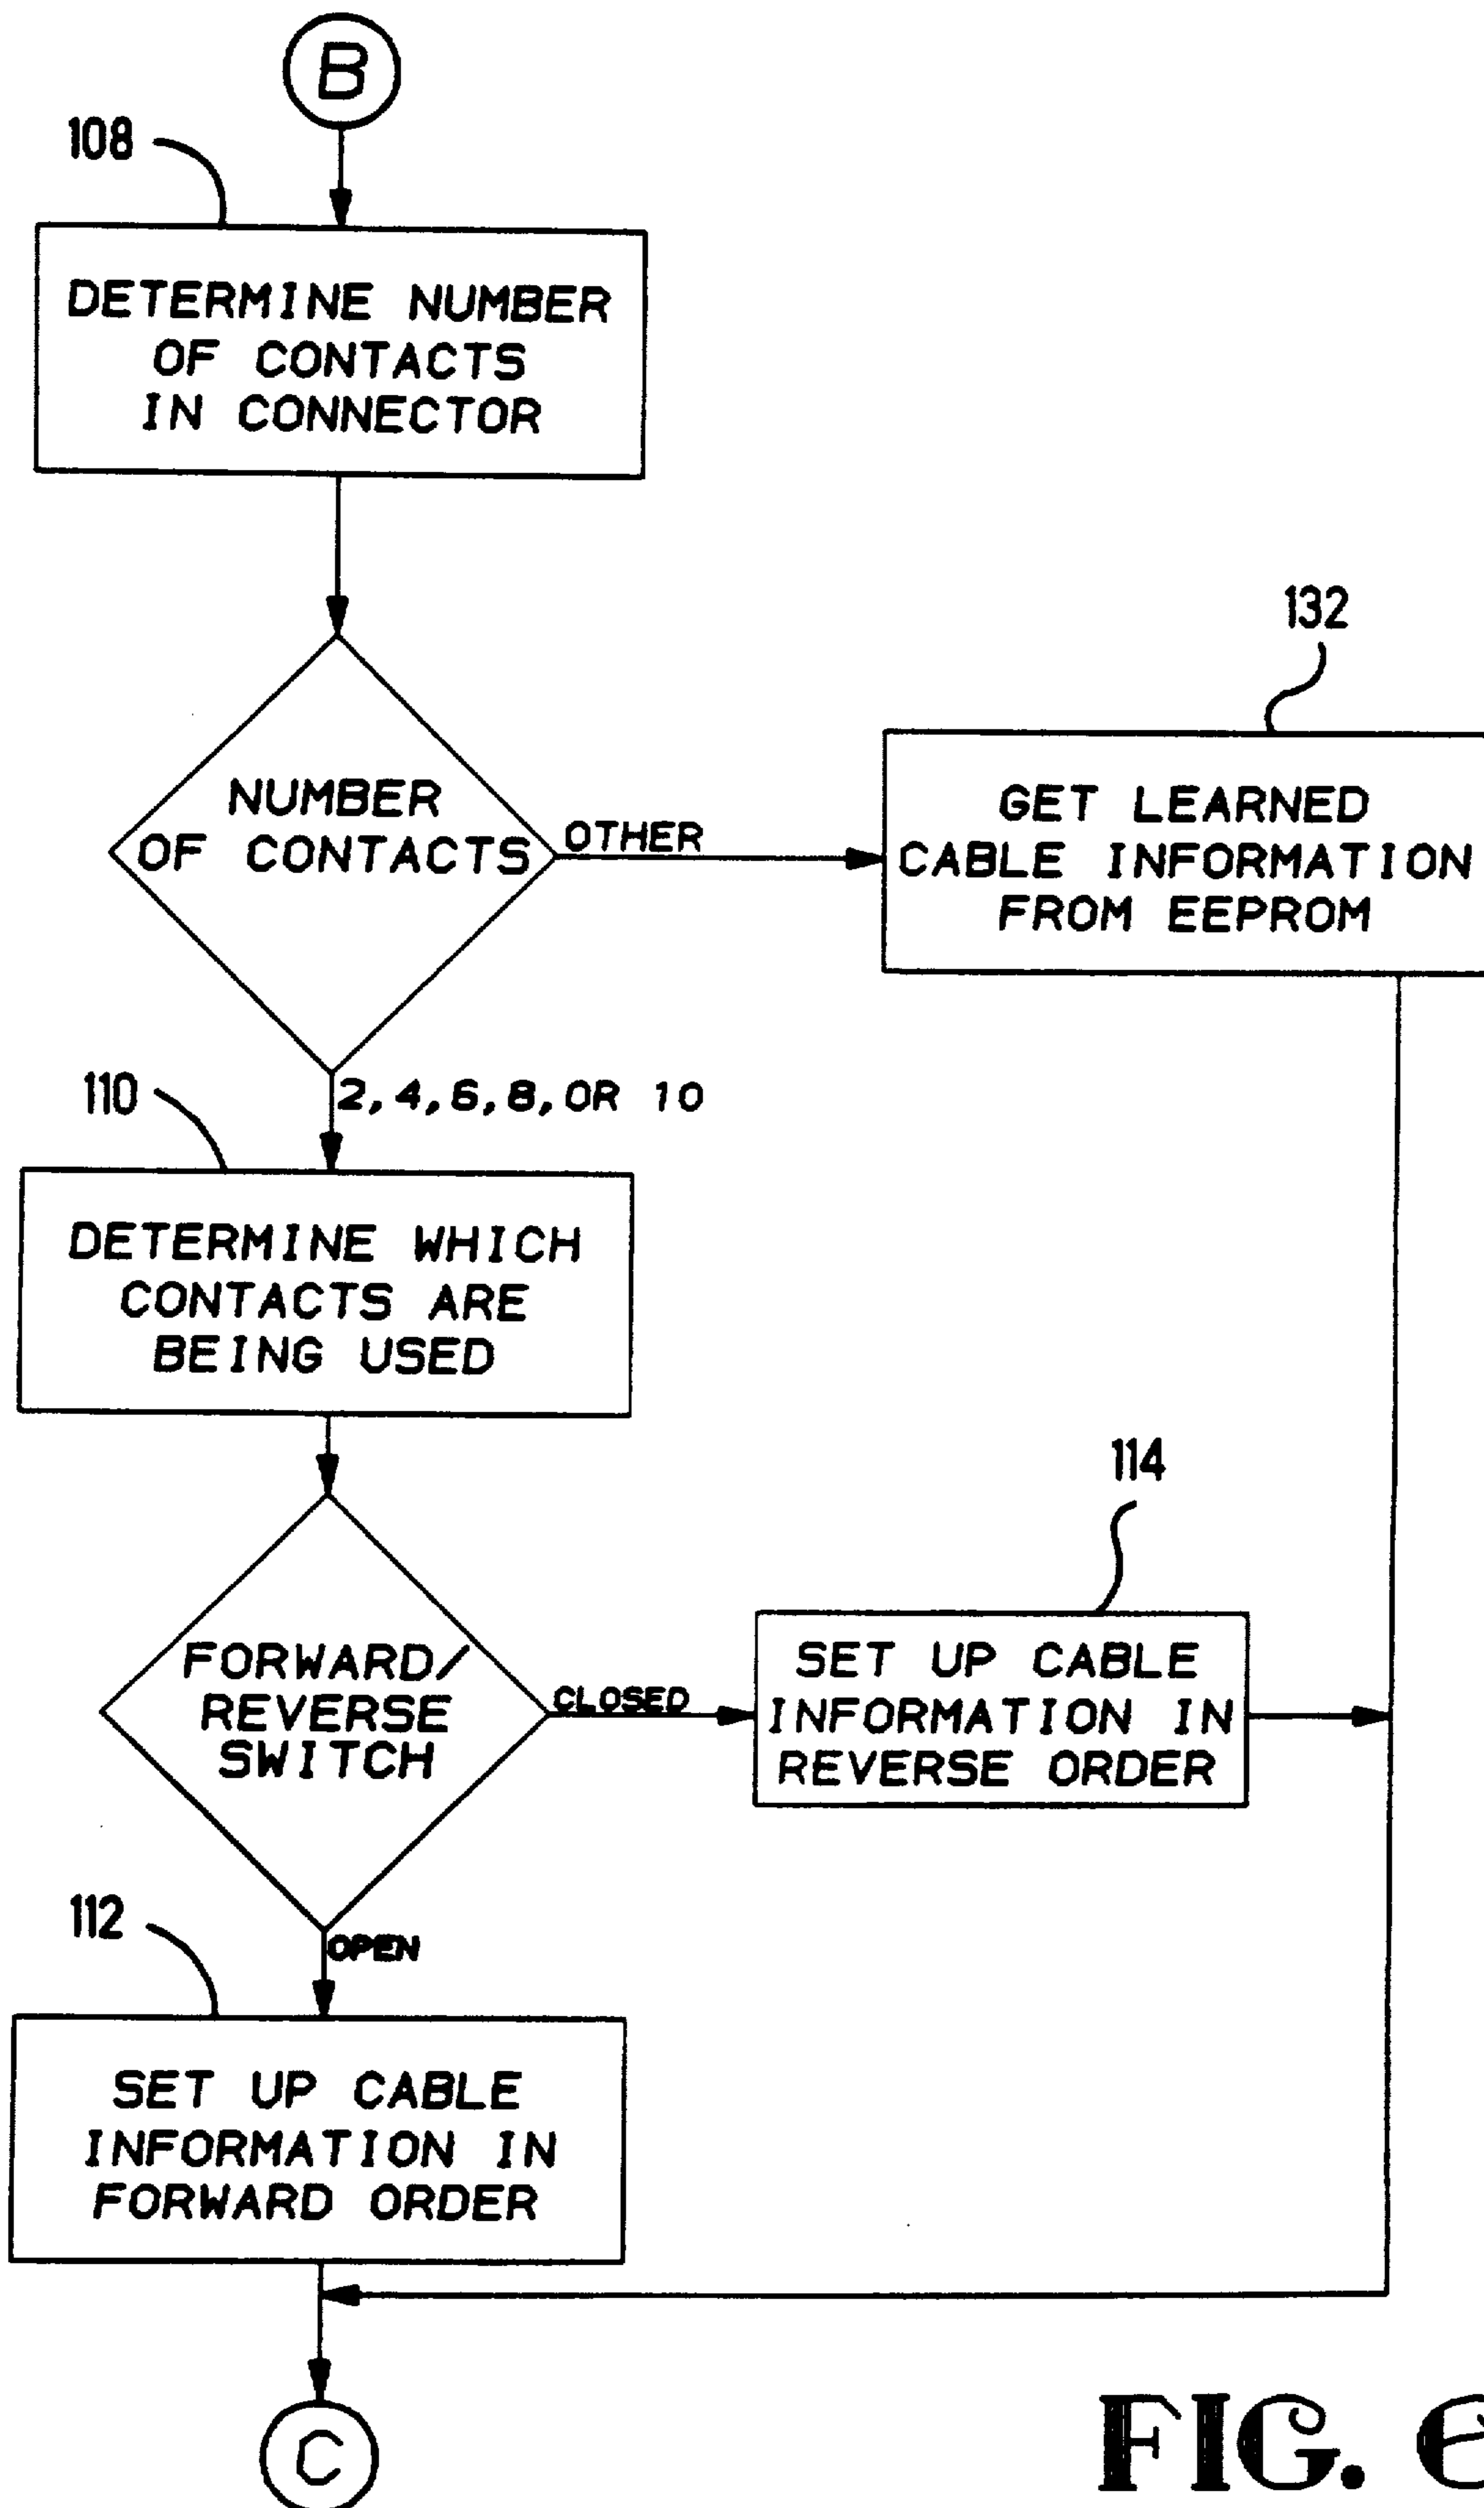 B
108
DETERMINE NUMBER
OF CONTACTS
IN CONNECTOR
NUMBER
OF CONTACTS
OTHER
132
GET LEARNED
CABLE INFORMATION
FROM EEPROM
2,4,6,8,OR 10
110
DETERMINE WHICH
CONTACTS ARE
BEING USED
FORWARD/
REVERSE
SWITCH
CLOSED
114
SET UP CABLE
INFORMATION IN
REVERSE ORDER
OPEN
112
SET UP CABLE
INFORMATION IN
FORWARD ORDER
C
FIG.